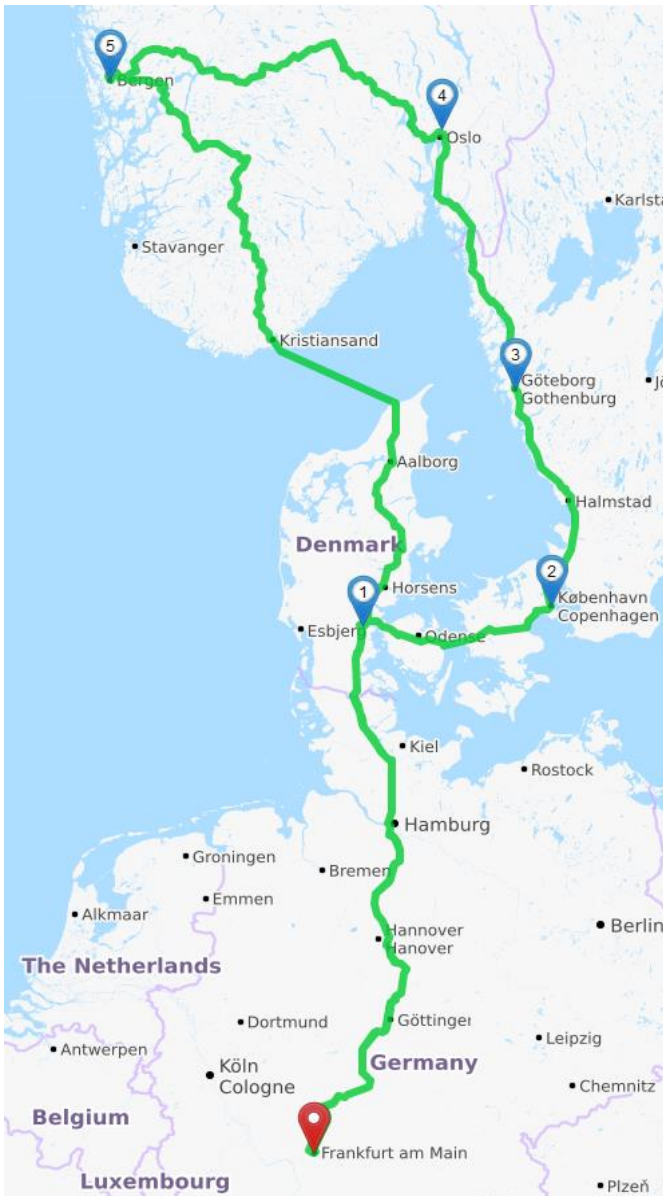 5
Bergen
4
Oslo
Karlsta
Stavanger
Kristiansand
3
Göteborg
Gothenburg
Jö
Aalborg
Halmstad
Denmark
1
Horsens
2
København
Copenhagen
Esbjerg
Odense
Kiel
Rostock
Hamburg
Groningen
Bremen
Emmen
Alkmaar
Berlin
Hannover
Hanover
The Netherlands
Dortmund
Göttinger
Leipzig
Antwerpen
Germany
Köln
Cologne
Chemnitz
Belgium
Frankfurt am Main
Luxembourg
Plzeň